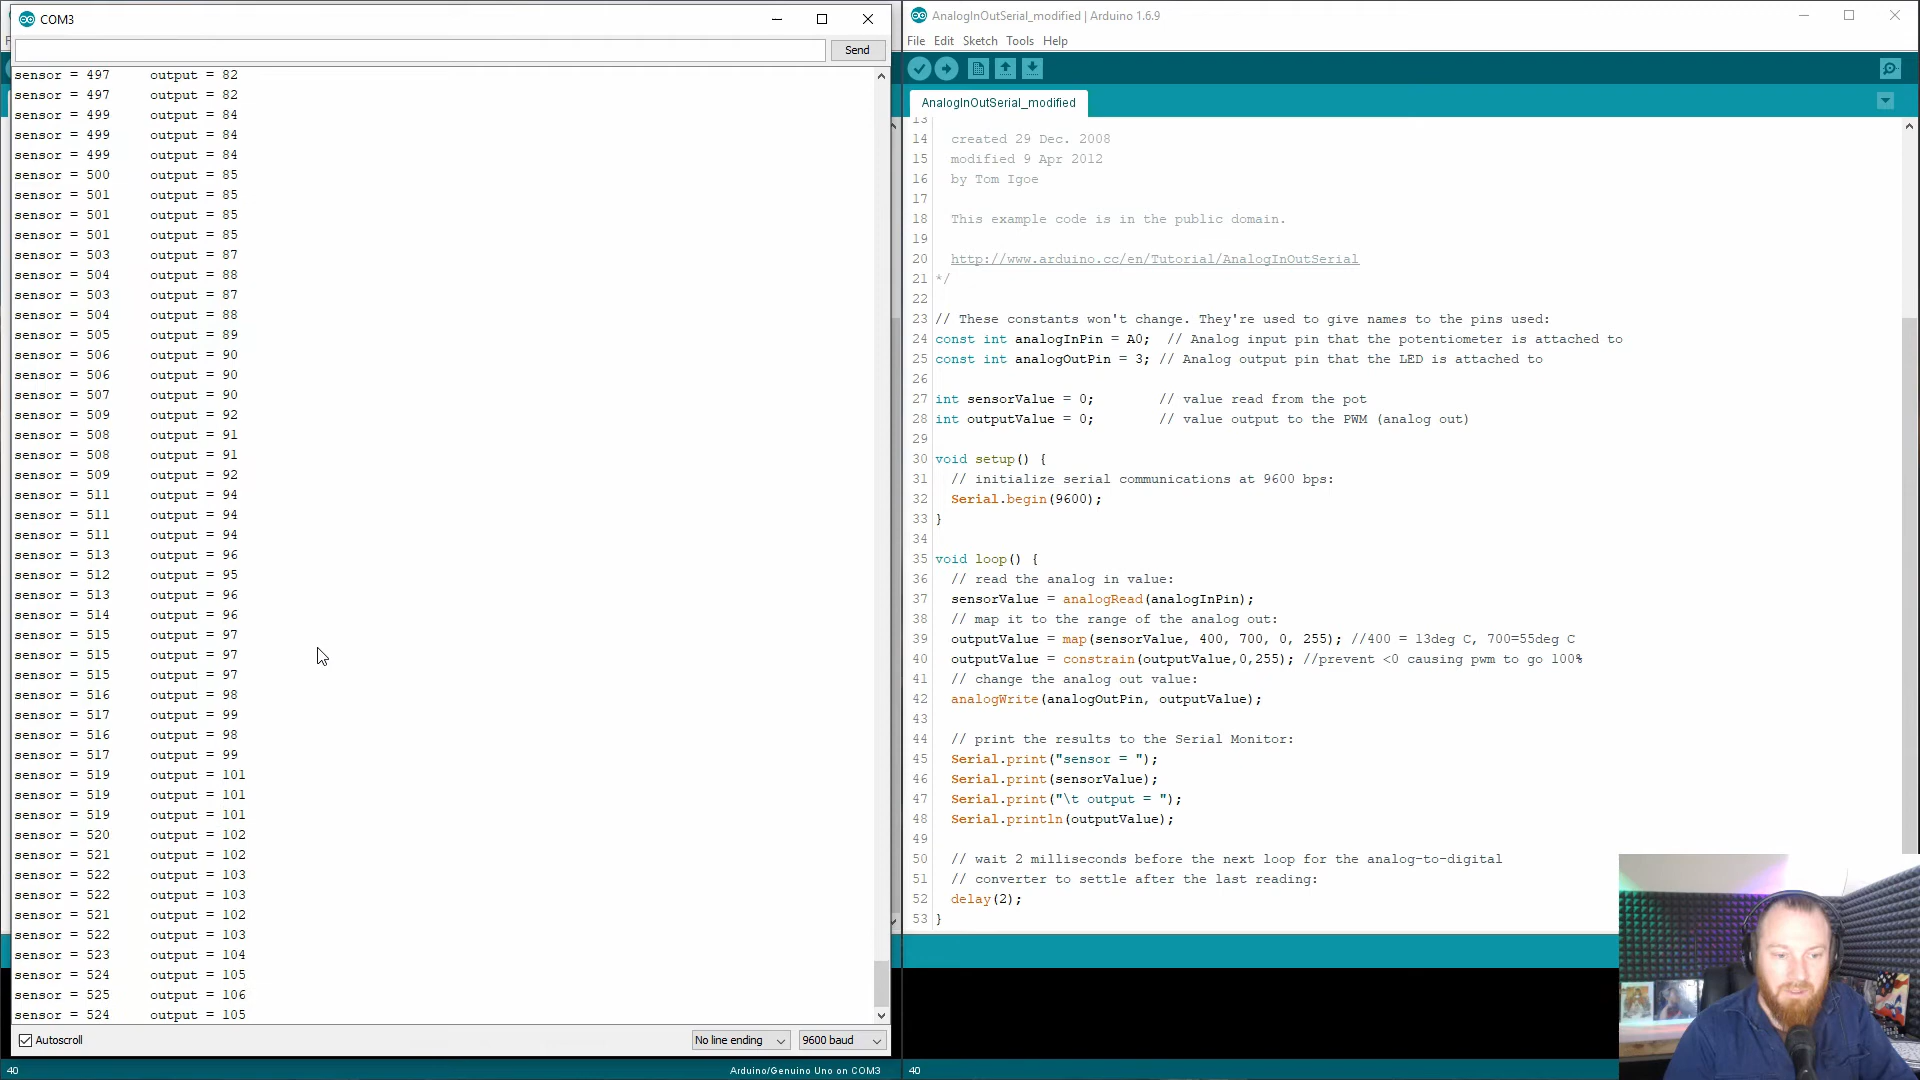 COM3
Send
sensor = 497 output = 82
sensor = 497 output = 82
sensor = 499 output = 84
sensor = 499 output = 84
sensor = 499 output = 84
sensor = 500 output = 85
sensor = 501 output = 85
sensor = 501 output = 85
sensor = 501 output = 85
sensor = 503 output = 87
sensor = 504 output = 88
sensor = 503 output = 87
sensor = 504 output = 88
sensor = 505 output = 89
sensor = 506 output = 90
sensor = 506 output = 90
sensor = 507 output = 90
sensor = 509 output = 92
sensor = 508 output = 91
sensor = 508 output = 91
sensor = 509 output = 92
sensor = 511 output = 94
sensor = 511 output = 94
sensor = 511 output = 94
sensor = 513 output = 96
sensor = 512 output = 95
sensor = 513 output = 96
sensor = 514 output = 96
sensor = 515 output = 97
sensor = 515 output = 97
sensor = 515 output = 97
sensor = 516 output = 98
sensor = 517 output = 99
sensor = 516 output = 98
sensor = 517 output = 99
sensor = 519 output = 101
sensor = 519 output = 101
sensor = 519 output = 101
sensor = 520 output = 102
sensor = 521 output = 102
sensor = 522 output = 103
sensor = 522 output = 103
sensor = 521 output = 102
sensor = 522 output = 103
sensor = 523 output = 104
sensor = 524 output = 105
sensor = 525 output = 106
sensor = 524 output = 105
Autoscroll
No line ending
9600 baud
40
Arduino/Genuino Uno on COM3
AnalogInOutSerial_modified | Arduino 1.6.9
File Edit Sketch Tools Help
AnalogInOutSerial_modified
13
14 created 29 Dec. 2008
15 modified 9 Apr 2012
16 by Tom Igoe
17
18 This example code is in the public domain.
19
20 http://www.arduino.cc/en/Tutorial/AnalogInOutSerial
21 */
22
23 // These constants won't change. They're used to give names to the pins used:
24 const int analogInPin = A0; // Analog input pin that the potentiometer is attached to
25 const int analogOutPin = 3; // Analog output pin that the LED is attached to
26
27 int sensorValue = 0; // value read from the pot
28 int outputValue = 0; // value output to the PWM (analog out)
29
30 void setup() {
31 // initialize serial communications at 9600 bps:
32 Serial.begin(9600);
33 }
34
35 void loop() {
36 // read the analog in value:
37 sensorValue = analogRead(analogInPin);
38 // map it to the range of the analog out:
39 outputValue = map(sensorValue, 400, 700, 0, 255); //400 = 13deg C, 700=55deg C
40 outputValue = constrain(outputValue,0,255); //prevent <0 causing pwm to go 100%
41 // change the analog out value:
42 analogWrite(analogOutPin, outputValue);
43
44 // print the results to the Serial Monitor:
45 Serial.print("sensor = ");
46 Serial.print(sensorValue);
47 Serial.print("\t output = ");
48 Serial.println(outputValue);
49
50 // wait 2 milliseconds before the next loop for the analog-to-digital
51 // converter to settle after the last reading:
52 delay(2);
53 }
40